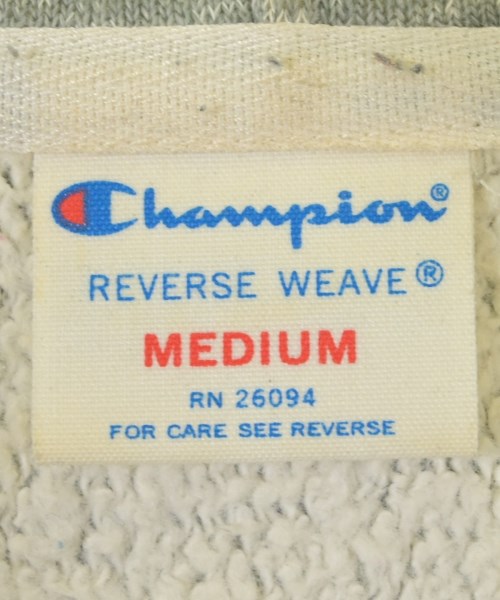 Champion®
REVERSE WEAVE®
MEDIUM
RN 26094
FOR CARE SEE REVERSE